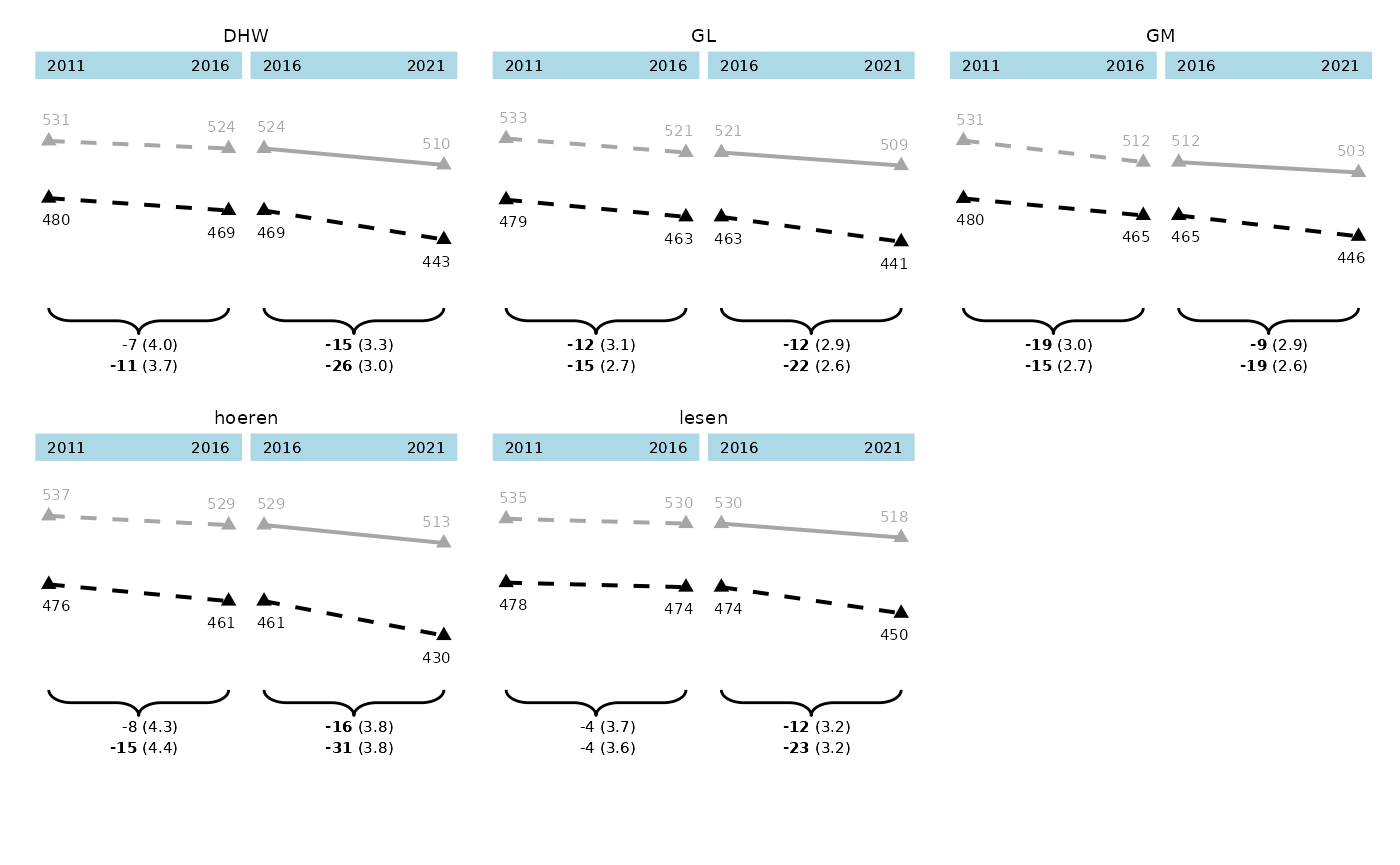 DHW GL GM
2011 2016 2016 2021 2011 2016 2016 2021 2011 2016 2016 2021
531 524 524 510 533 521 521 509 531 512 512 503
480 469 469 443 479 463 463 441 480 465 465 446
-7 (4.0) -15 (3.3) -12 (3.1) -12 (2.9) -19 (3.0) -9 (2.9)
-11 (3.7) -26 (3.0) -15 (2.7) -22 (2.6) -15 (2.7) -19 (2.6)
hoeren lesen
2011 2016 2016 2021 2011 2016 2016 2021
537 529 529 513 535 530 530 518
476 461 461 430 478 474 474 450
-8 (4.3) -16 (3.8) -4 (3.7) -12 (3.2)
-15 (4.4) -31 (3.8) -4 (3.6) -23 (3.2)